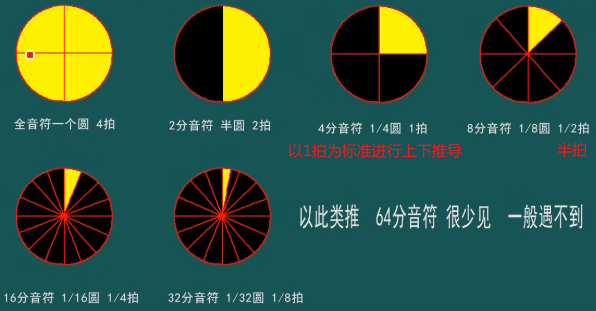 全音符一个圆 4拍
2分音符 半圆 2拍
4分音符 1/4圆 1拍
8分音符 1/8圆 1/2拍
以1拍为标准进行上下推导
半拍
16分音符 1/16圆 1/4拍
32分音符 1/32圆 1/8拍
以此类推 64分音符 很少见 一般遇不到